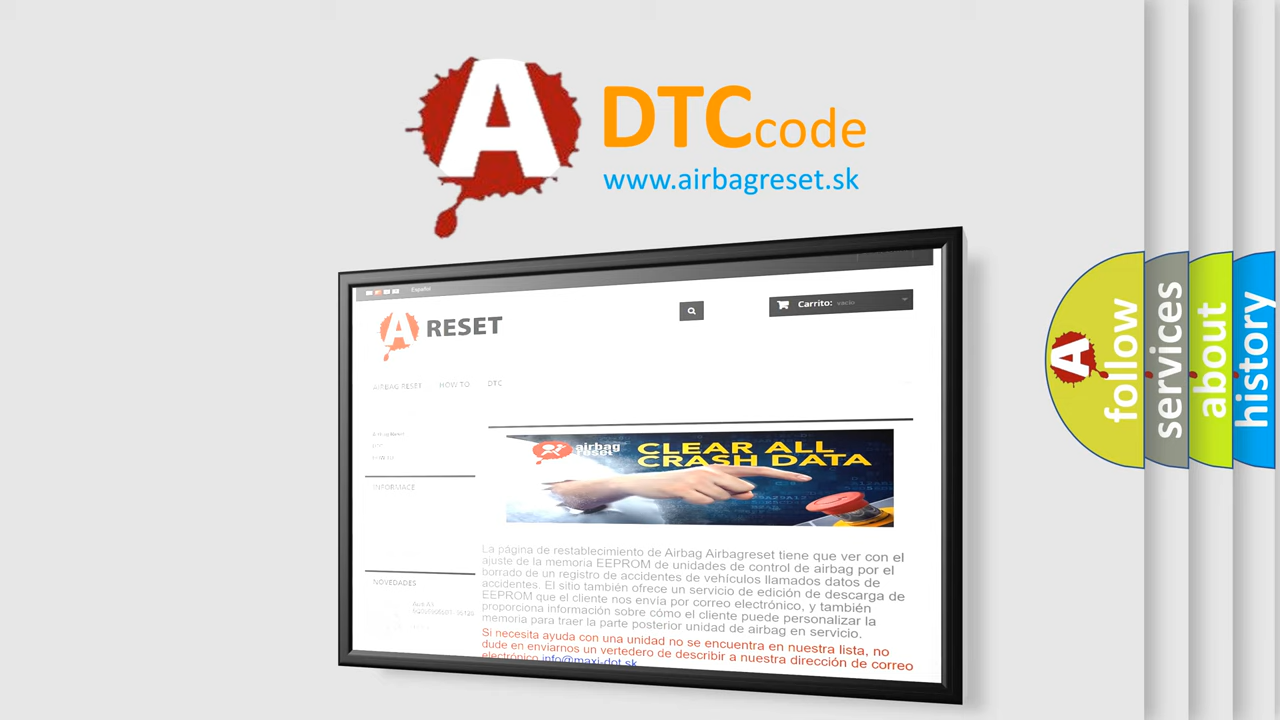 A
DTCcode
www.airbagreset.sk
Español
Carrito: vacío
A RESET
AIRBAG RESET HOW TO DTC
HOW TO
airbag reset
CLEAR ALL
CRASH DATA
INFORMACE
La página de restablecimiento de Airbag Airbagreset tiene que ver con el
ajuste de la memoria EEPROM de unidades de control de airbag por el
borrado de un registro de accidentes de vehículos llamados datos de
accidentes. El sitio también ofrece un servicio de edición de descarga de
EEPROM que el cliente nos envía por correo electrónico, y también
proporciona información sobre cómo el cliente puede personalizar la
memoria para traer la parte posterior unidad de airbag en servicio.
Si necesita ayuda con una unidad no se encuentra en nuestra lista, no
dude en enviarnos un vertedero de describir a nuestra dirección de correo
electrónico info@maxi-dot.sk
NOVEDADES
A
follow
services
about
history